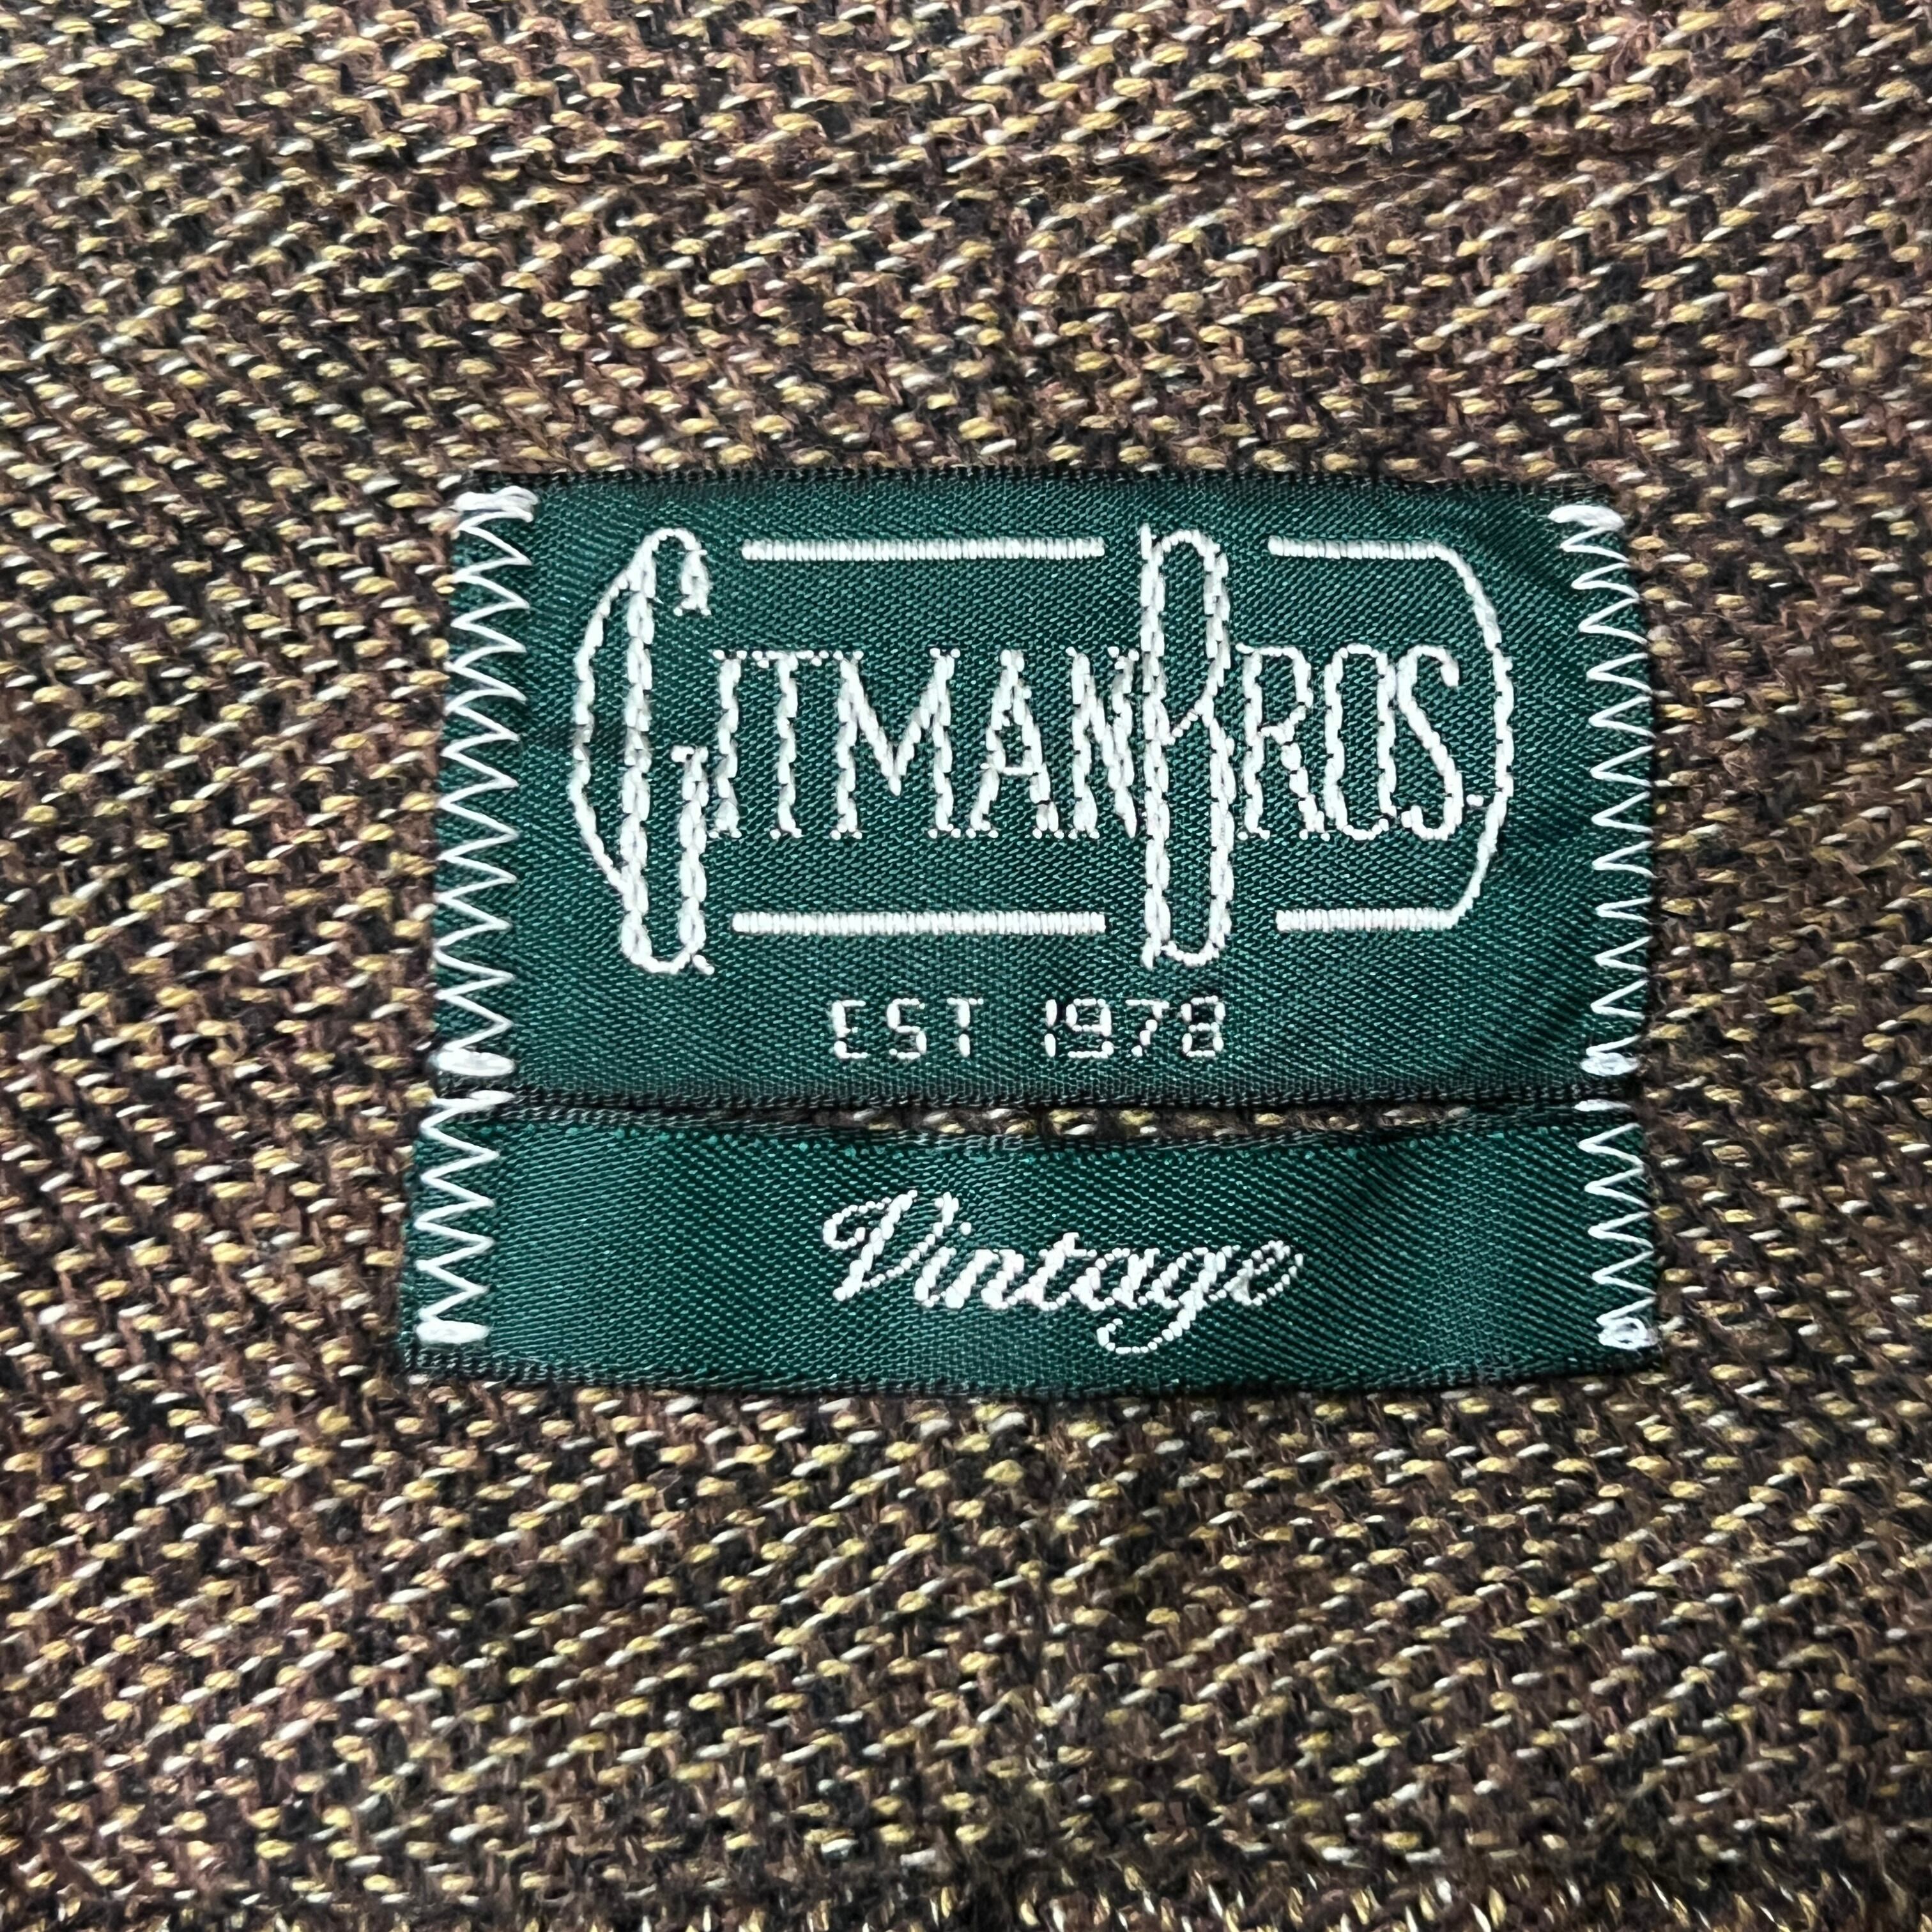 GITMAN BROS.
EST 1978
Vintage